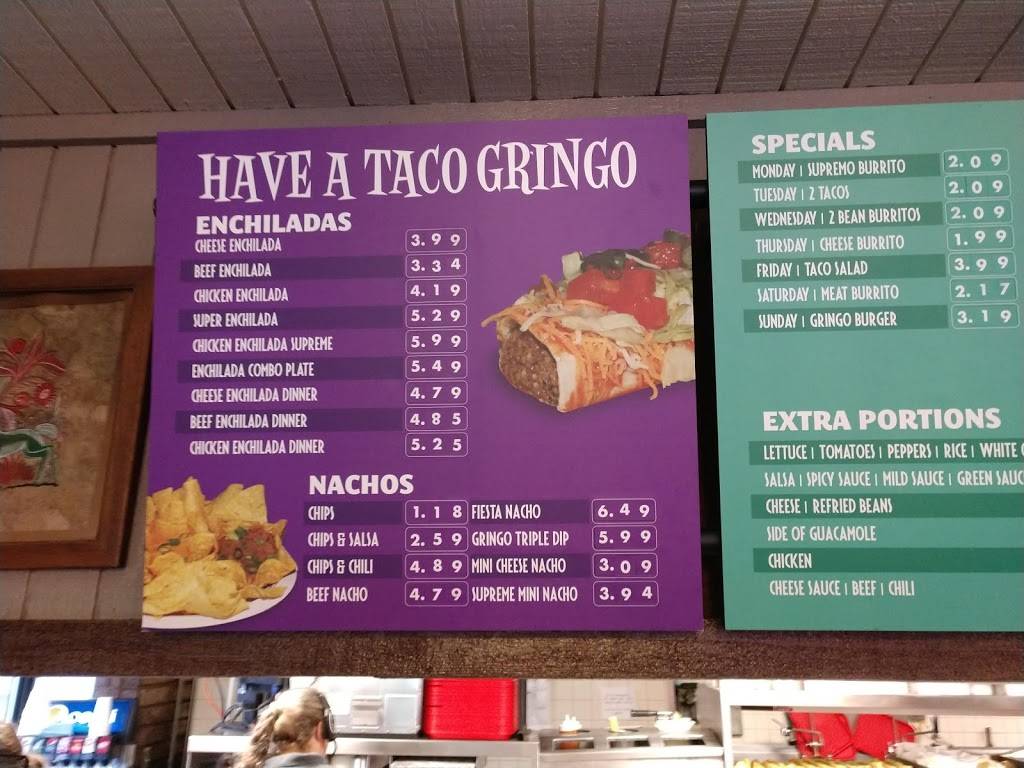 HAVE A TACO GRINGO
ENCHILADAS
CHEESE ENCHILADA 3.99
BEEF ENCHILADA 3.34
CHICKEN ENCHILADA 4.19
SUPER ENCHILADA 5.29
CHICKEN ENCHILADA SUPREME 5.99
ENCHILADA COMBO PLATE 5.49
CHEESE ENCHILADA DINNER 4.79
BEEF ENCHILADA DINNER 4.85
CHICKEN ENCHILADA DINNER 5.25
NACHOS
CHIPS 1.18 FIESTA NACHO 6.49
CHIPS & SALSA 2.59 GRINGO TRIPLE DIP 5.99
CHIPS & CHILI 4.89 MINI CHEESE NACHO 3.09
BEEF NACHO 4.79 SUPREME MINI NACHO 3.94
SPECIALS
MONDAY | SUPREMO BURRITO 2.09
TUESDAY | 2 TACOS 2.09
WEDNESDAY | 2 BEAN BURRITOS 2.09
THURSDAY | CHEESE BURRITO 1.99
FRIDAY | TACO SALAD 3.99
SATURDAY | MEAT BURRITO 2.17
SUNDAY | GRINGO BURGER 3.19
EXTRA PORTIONS
LETTUCE | TOMATOES | PEPPERS | RICE | WHITE
SALSA | SPICY SAUCE | MILD SAUCE | GREEN SAUC
CHEESE | REFRIED BEANS
SIDE OF GUACAMOLE
CHICKEN
CHEESE SAUCE | BEEF | CHILI